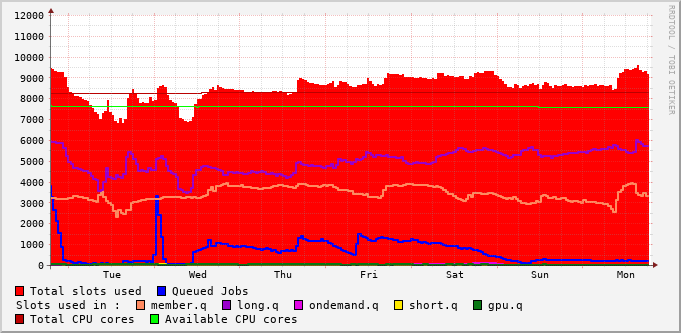 12000
11000
10000
9000
8000
7000
6000
5000
4000
3000
2000
1000
0
Tue Wed Thu Fri Sat Sun Mon
Total slots used Queued Jobs
Slots used in : member.q long.q ondemand.q short.q gpu.q
Total CPU cores Available CPU cores
RRDTOOL / TOBI OETIKER